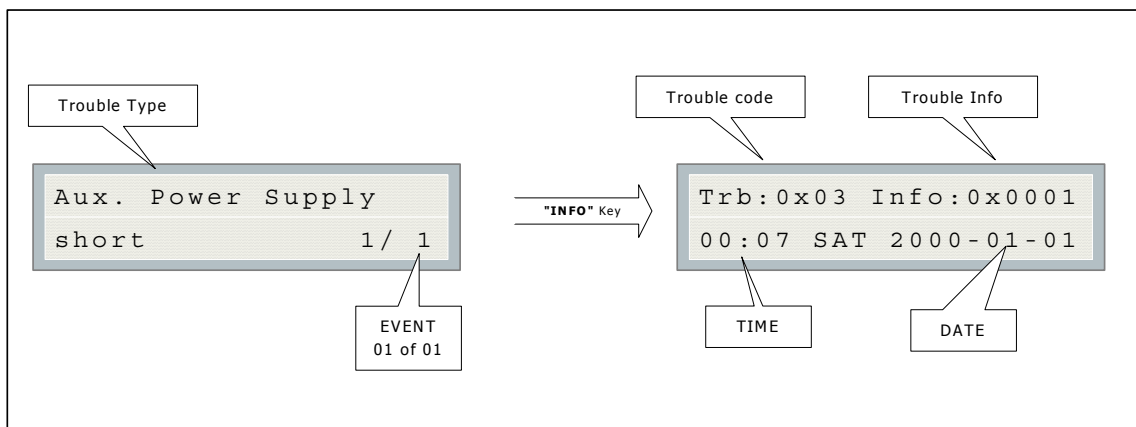 Trouble Type
Aux. Power Supply
short 1/ 1
EVENT
01 of 01
"INFO" Key
Trouble code
Trouble Info
Trb:0x03 Info:0x0001
00:07 SAT 2000-01-01
TIME
DATE